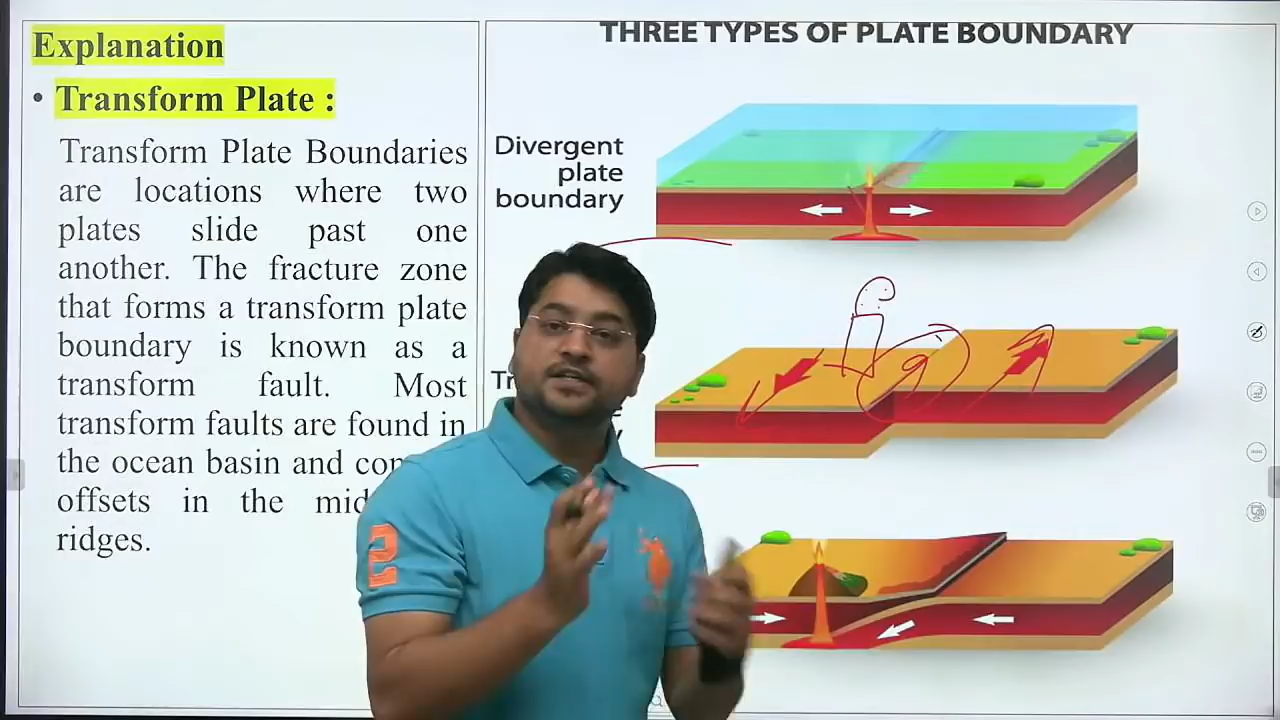 Explanation
• Transform Plate :
Transform Plate Boundaries
are locations where two
plates slide past one
another. The fracture zone
that forms a transform plate
boundary is known as a
transform fault. Most
transform faults are found in
the ocean basin and
offsets in the
ridges.
THREE TYPES OF PLATE BOUNDARY
Divergent
plate
boundary
2